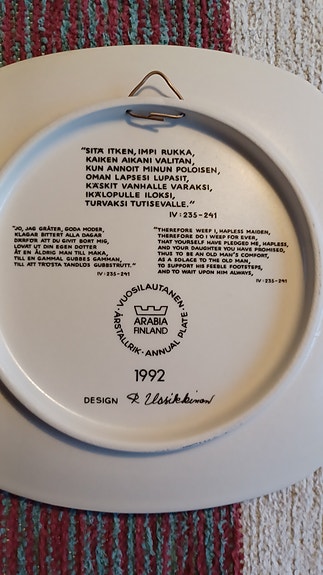 "SITÄ ITKEN, IMPI RUKKA,
KAIKEN AIKANI VALITAN,
KUN ANNOIT MINUN POLOISEN,
OMAN LAPSESI LUPASIT,
KÄSKIT VANHALLE VARAKSI,
IKÄLOPULLE ILOKSI,
TURVAKSI TUTISEVALLE."
IV:235-241
"JO, JAG GRÅTER, GODA MODER,
KLAGAR BITTERT ALLA DAGAR
DÄRFÖR ATT DU GIVIT BORT MIG,
LOVAT UT DIN EGEN DOTTER
ÅT EN ÅLDRIG MAN TILL MAKA,
TILL EN GAMMAL GUBBES GAMMAN,
TILL ATT TRÖSTA TANDLÖS GUBBSTRUTT."
IV:235-241
"THEREFORE WEEP I, HAPLESS MAIDEN,
THEREFORE DO I WEEP FOR EVER,
THAT YOURSELF HAVE PLEDGED ME, HAPLESS,
AND YOUR DAUGHTER YOU HAVE PROMISED,
THUS TO BE AN OLD MAN'S COMFORT,
AS A SOLACE TO THE OLD MAN,
TO SUPPORT HIS FEEBLE FOOTSTEPS,
AND TO WAIT UPON HIM ALWAYS,
IV:235-241
VUOSILAUTANEN·
ÅRSTALLRIK·ANNUAL PLATE·
ARABIA
FINLAND
1992
DESIGN R Uosikkinen